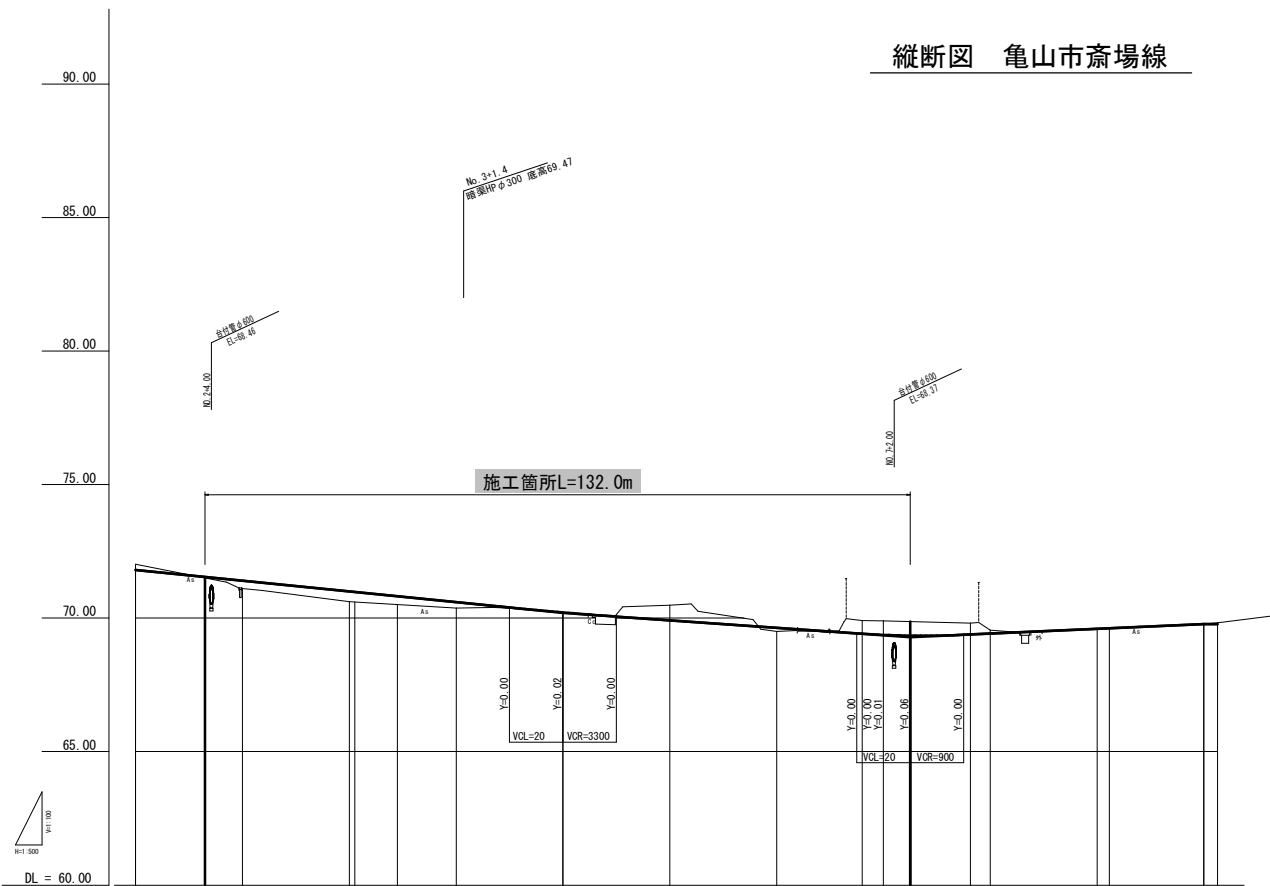 縦断図　亀山市斎場線
90.00
85.00
80.00
75.00
70.00
65.00
DL = 60.00
No.3+1.4
暗渠HPφ300 底高69.47
台付管φ600
EL=68.46
NO.2+4.00
台付管φ600
EL=68.37
NO.7+2.00
施工箇所L=132.0m
As
As
As
As
Y=0.00
Y=0.02
Y=0.00
VCL=20
VCR=3300
Y=0.00
Y=0.00
Y=0.01
Y=0.06
Y=0.00
VCL=20
VCR=900
V=1:100
H=1:500